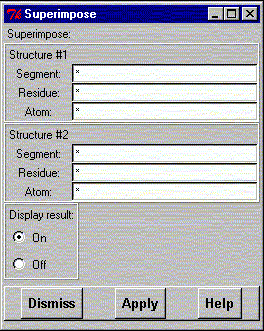 Superimpose
Superimpose:
Structure #1
Segment: *
Residue: *
Atom: *
Structure #2
Segment: *
Residue: *
Atom: *
Display result:
On
Off
Dismiss Apply Help